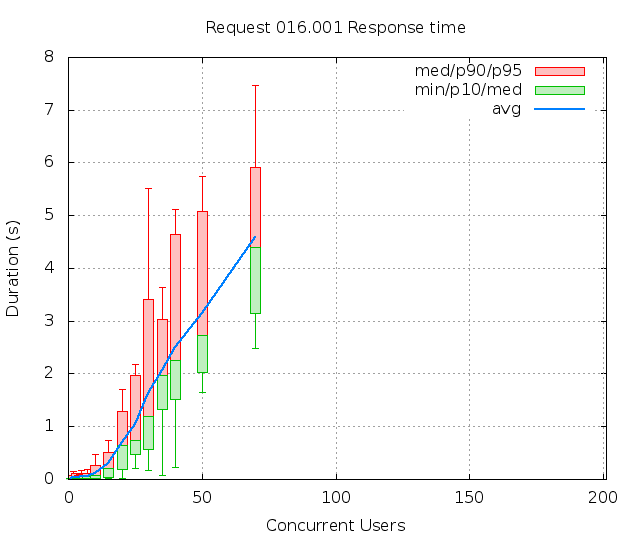 Request 016.001 Response time
med/p90/p95
min/p10/med
avg
Duration (s)
8
7
6
5
4
3
2
1
0
0 50 100 150 200
Concurrent Users